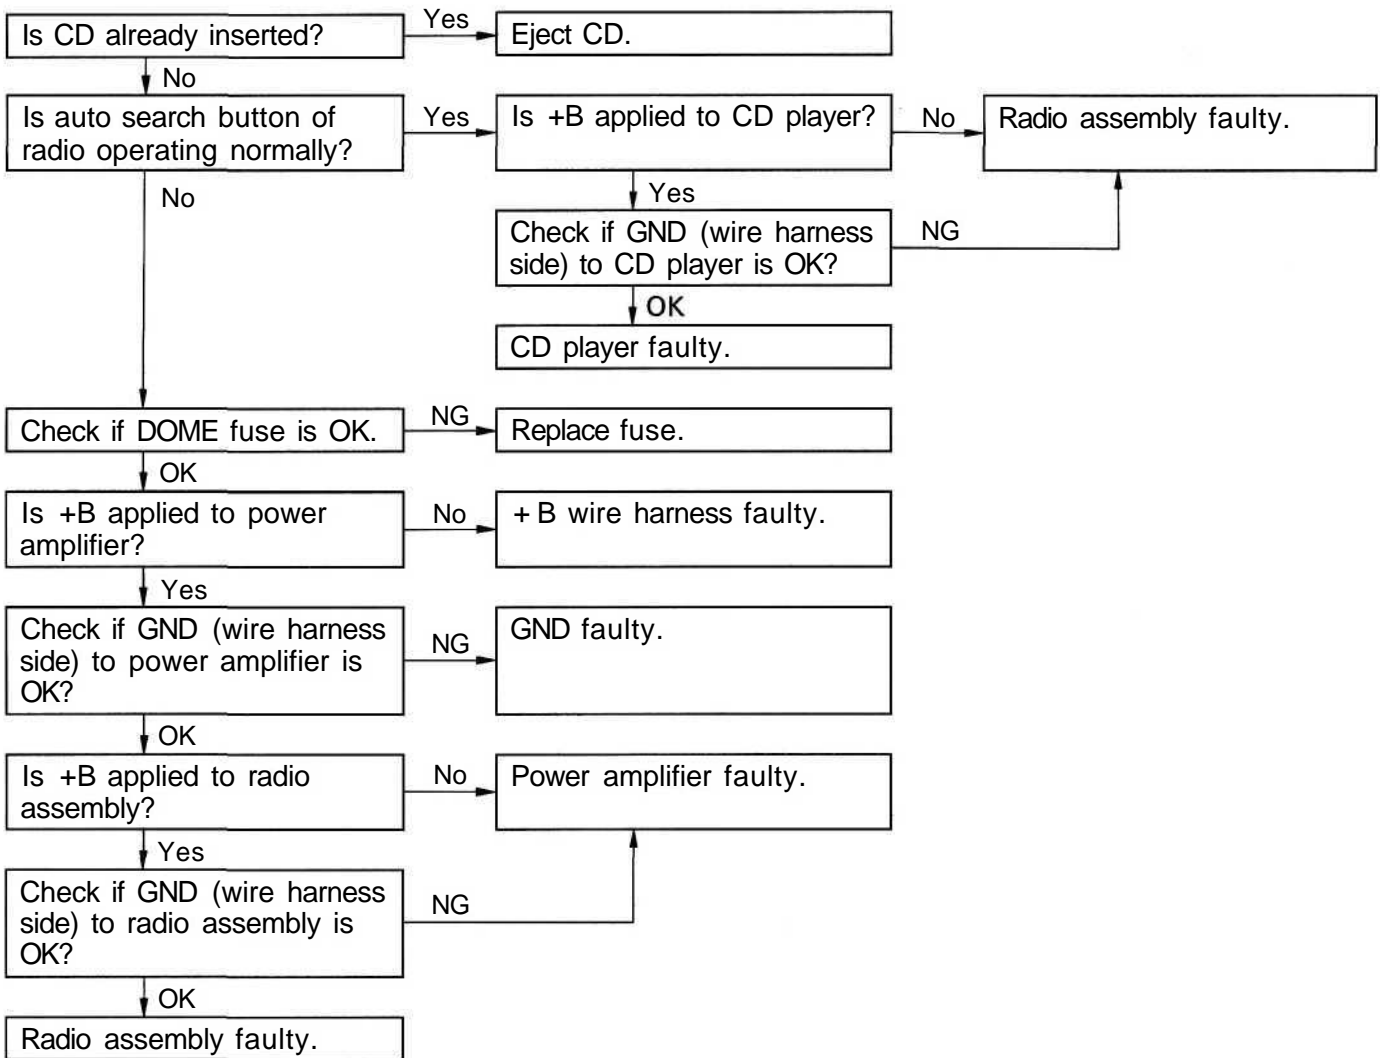 Is CD already inserted?
Yes
Eject CD.
No
Is auto search button of
radio operating normally?
Yes
Is +B applied to CD player?
No
Radio assembly faulty.
No
Yes
Check if GND (wire harness
side) to CD player is OK?
NG
OK
CD player faulty.
Check if DOME fuse is OK.
NG
Replace fuse.
OK
Is +B applied to power
amplifier?
No
+ B wire harness faulty.
Yes
Check if GND (wire harness
side) to power amplifier is
OK?
NG
GND faulty.
OK
Is +B applied to radio
assembly?
No
Power amplifier faulty.
Yes
Check if GND (wire harness
side) to radio assembly is
OK?
NG
OK
Radio assembly faulty.